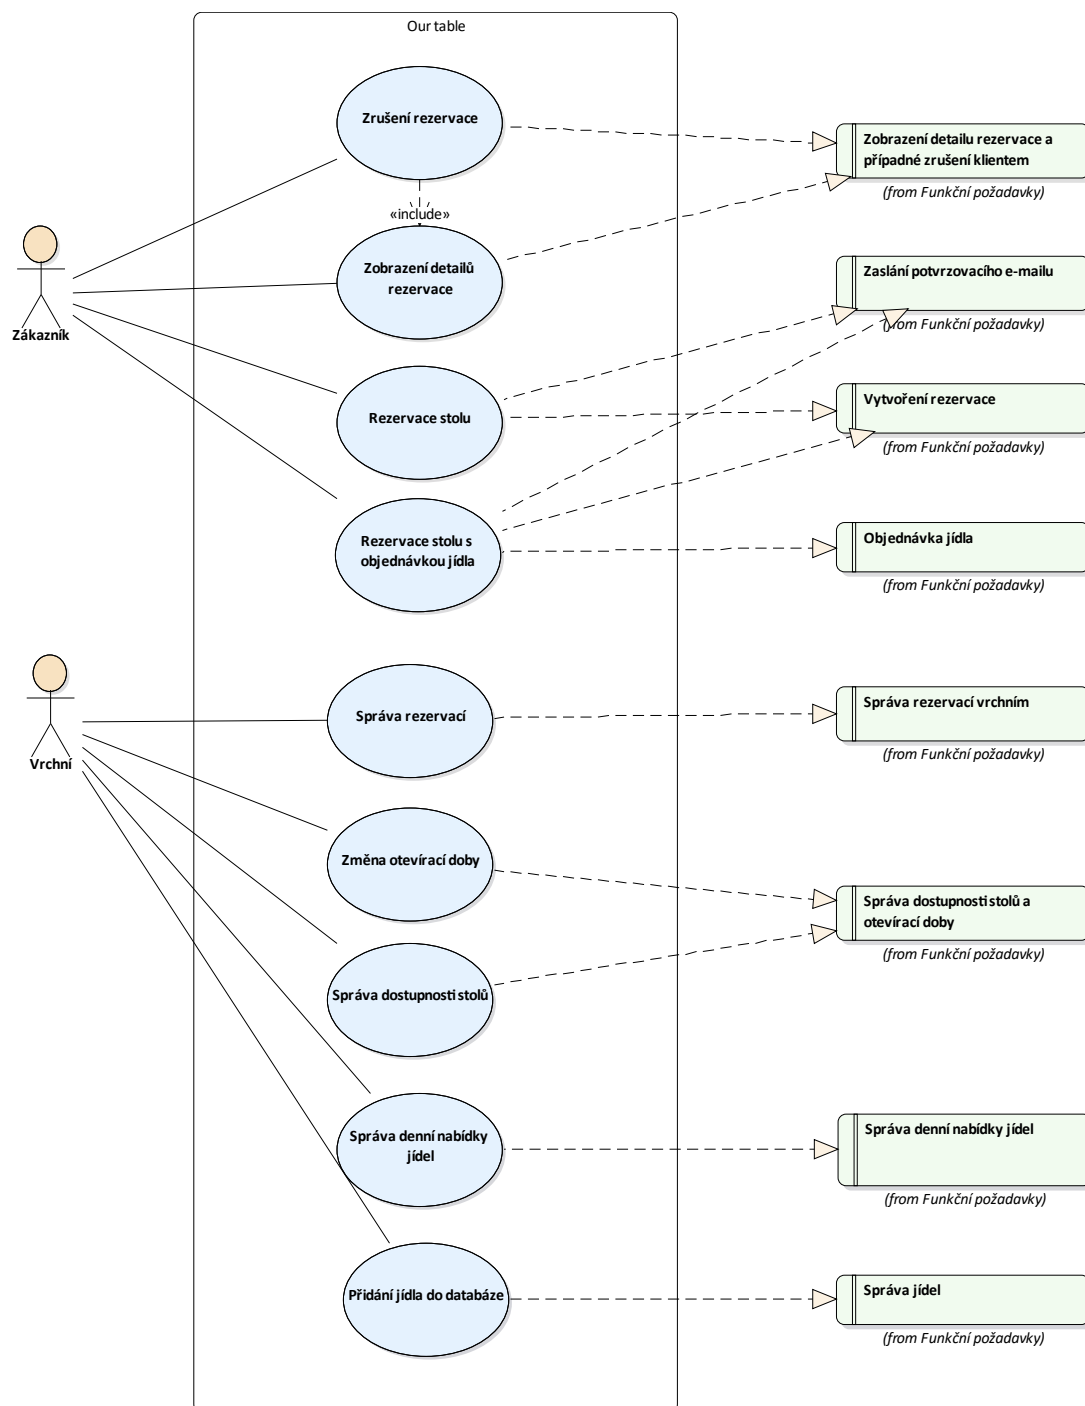 Our table
Zrušení rezervace
Zobrazení detailu rezervace a
případné zrušení klientem
(from Funkční požadavky)
«include»
Zobrazení detailů
rezervace
Zákazník
Zaslání potvrzovacího e-mailu
(from Funkční požadavky)
Rezervace stolu
Vytvoření rezervace
(from Funkční požadavky)
Rezervace stolu s
objednávkou jídla
Objednávka jídla
(from Funkční požadavky)
Vrchní
Správa rezervací
Správa rezervací vrchním
(from Funkční požadavky)
Změna otevírací doby
Správa dostupnosti stolů a
otevírací doby
(from Funkční požadavky)
Správa dostupnosti stolů
Správa denní nabídky
jídel
Správa denní nabídky jídel
(from Funkční požadavky)
Přidání jídla do databáze
Správa jídel
(from Funkční požadavky)